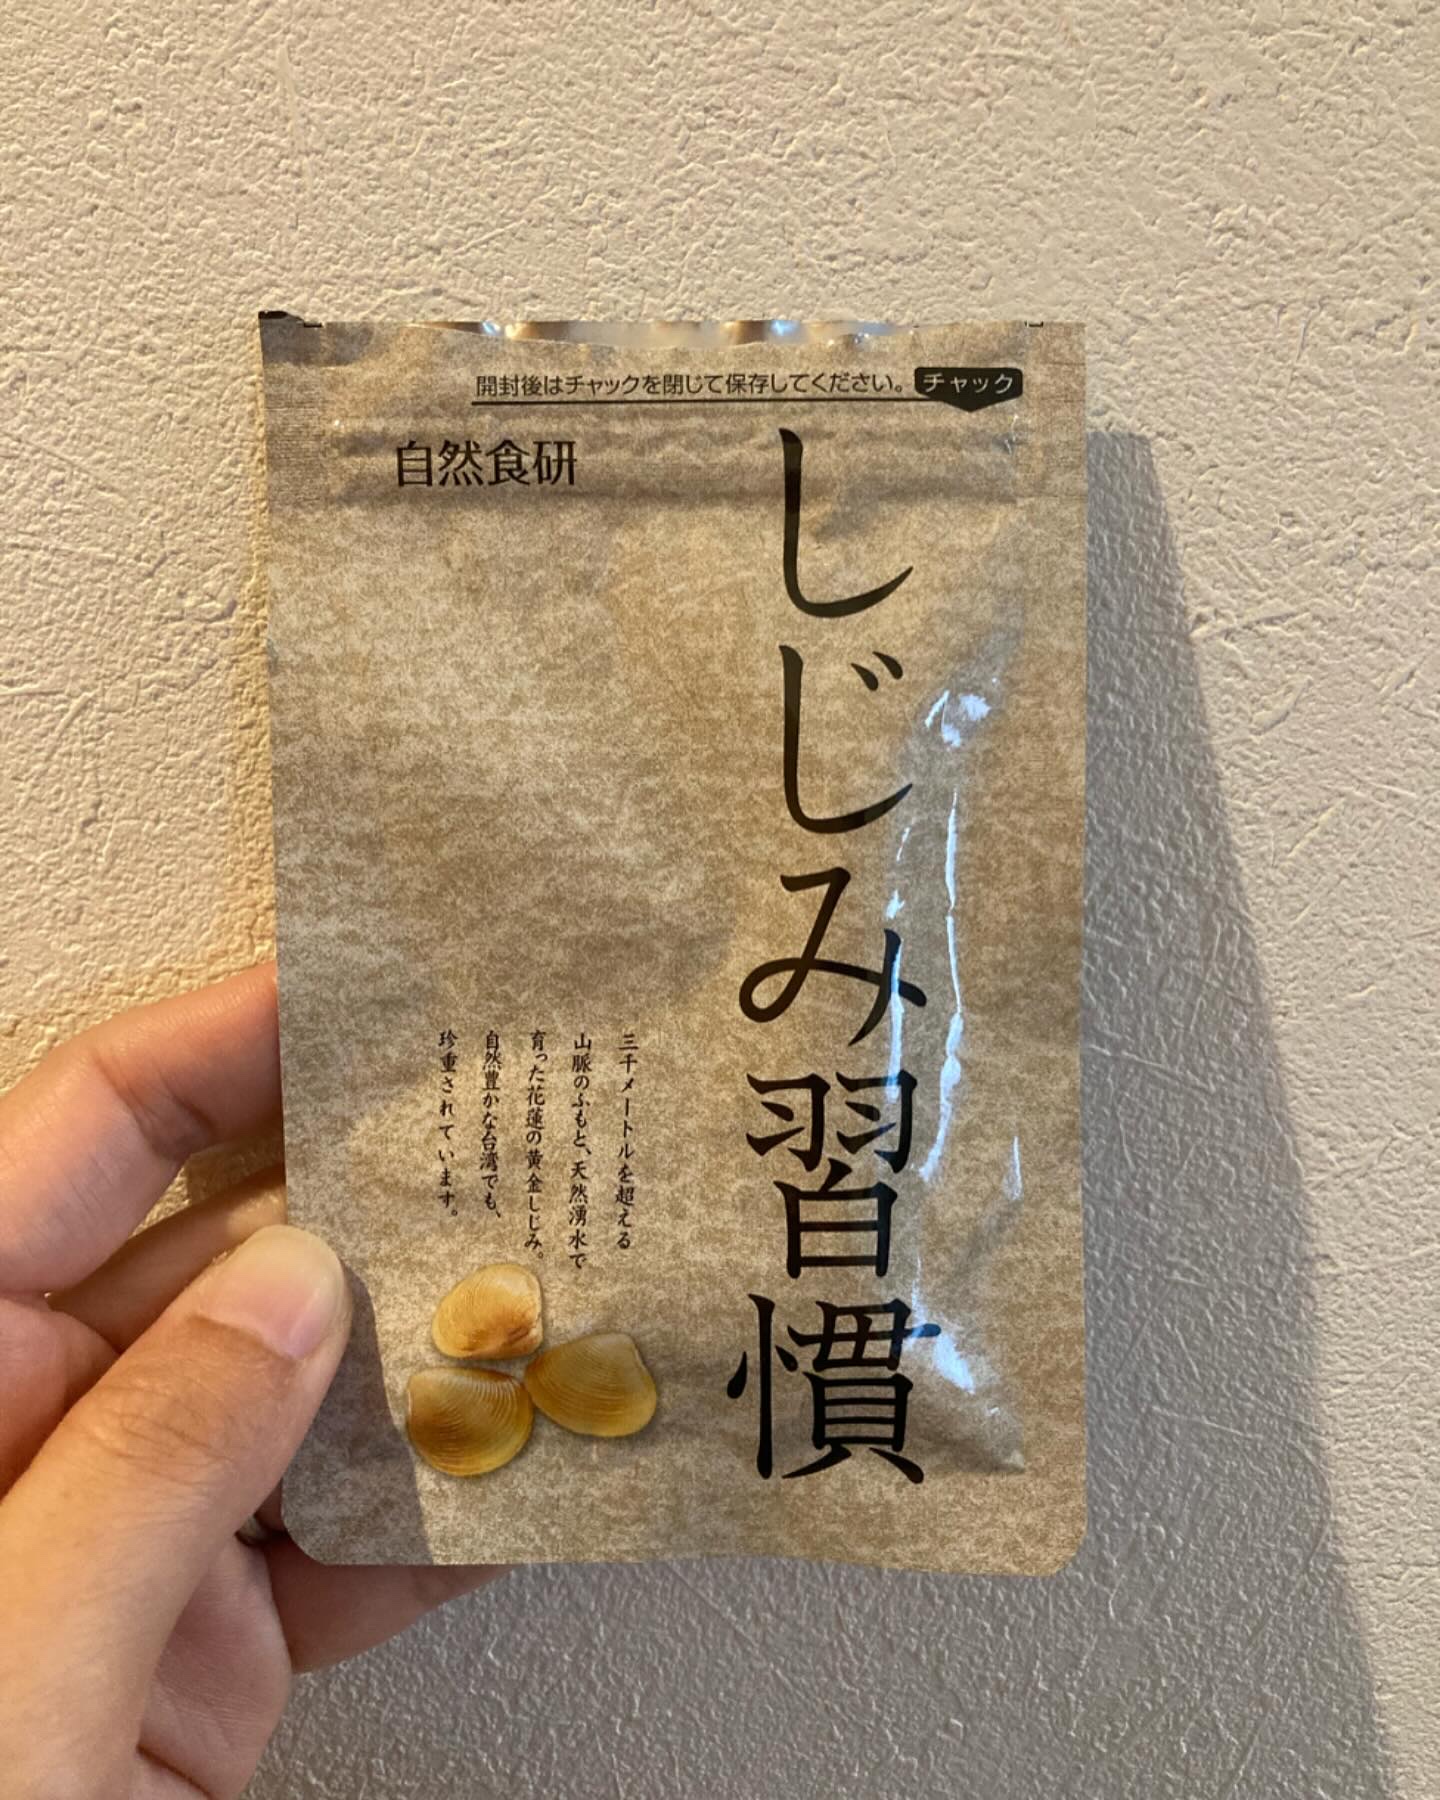 開封後はチャックを閉じて保存してください。 チャック
自然食研
しじみ習慣
三千メートルを超える
山脈のふもと、天然湧水で
育った花蓮の黄金しじみ。
自然豊かな台湾でも、
珍重されています。